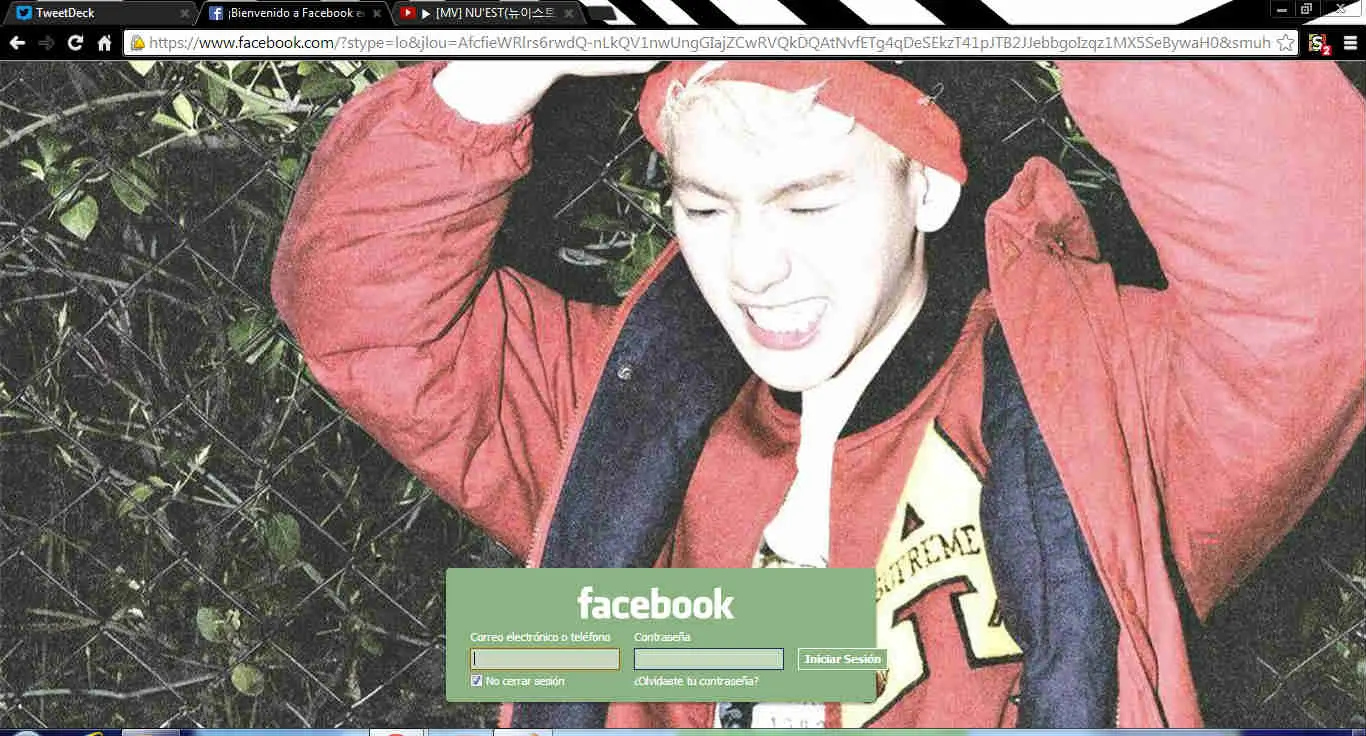 TweetDeck
¡Bienvenido a Facebook e
▶ [MV] NU'EST(뉴이스트
https://www.facebook.com/?stype=lo&jlou=AfcfieWRlrs6rwdQ-nLkQV1nwUngGIajZCwRVQkDQAtNvfETg4qDeSEkzT41pJTB2JJebbgoIzqz1MX5SeBywaH0&smuh
S 2
SUPREME
facebook
Correo electrónico o teléfono
Contraseña
Iniciar Sesión
No cerrar sesión
¿Olvidaste tu contraseña?